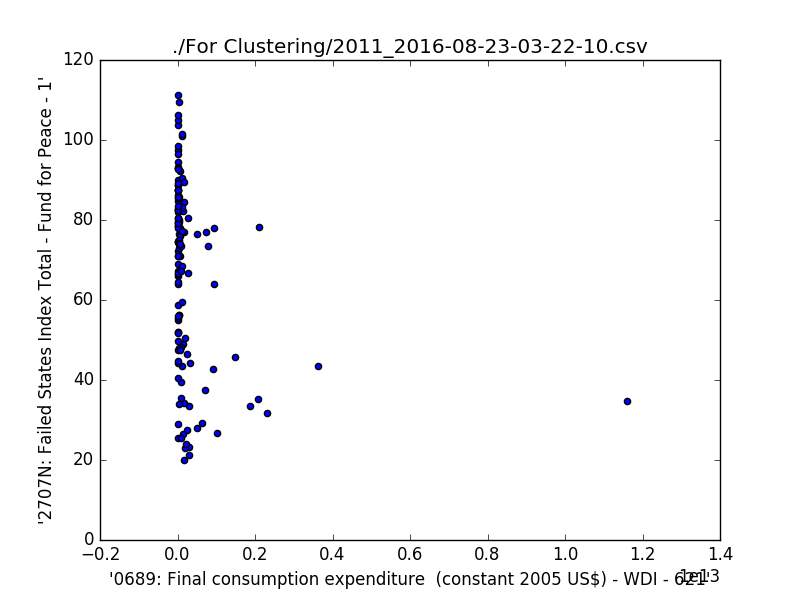 ./For Clustering/2011_2016-08-23-03-22-10.csv
120
100
80
60
40
20
0
'2707N: Failed States Index Total - Fund for Peace - 1'
−0.2 0.0 0.2 0.4 0.6 0.8 1.0 1.2 1.4
1e13
'0689: Final consumption expenditure  (constant 2005 US$) - WDI - 621'